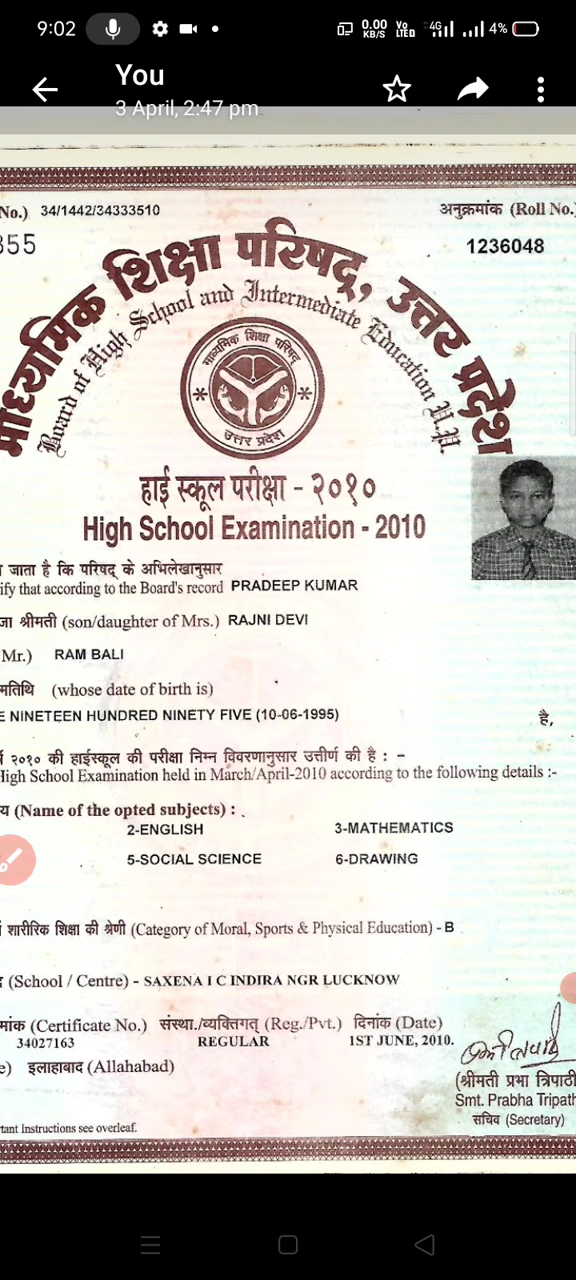 9:02 0.00 KB/S Vo LTE 4G 4%
You
3 April, 2:47 pm
No.) 34/1442/34333510 अनुक्रमांक (Roll No.)
355 1236048
माध्यमिक शिक्षा परिषद्, उत्तर प्रदेश
Board of High School and Intermediate Education U.P.
माध्यमिक शिक्षा परिषद
उत्तर प्रदेश
हाई स्कूल परीक्षा - २०१०
High School Examination - 2010
जाता है कि परिषद् के अभिलेखानुसार
ify that according to the Board's record PRADEEP KUMAR
जा श्रीमती (son/daughter of Mrs.) RAJNI DEVI
Mr.) RAM BALI
मतिथि (whose date of birth is)
E NINETEEN HUNDRED NINETY FIVE (10-06-1995) है,
२०१० की हाईस्कूल की परीक्षा निम्न विवरणानुसार उत्तीर्ण की है : -
High School Examination held in March/April-2010 according to the following details :-
य (Name of the opted subjects) : .
2-ENGLISH 3-MATHEMATICS
5-SOCIAL SCIENCE 6-DRAWING
शारीरिक शिक्षा की श्रेणी (Category of Moral, Sports & Physical Education) - B
(School / Centre) - SAXENA I C INDIRA NGR LUCKNOW
मांक (Certificate No.) संस्था./व्यक्तिगत् (Reg./Pvt.) दिनांक (Date)
34027163 REGULAR 1ST JUNE, 2010.
e) इलाहाबाद (Allahabad)
(श्रीमती प्रभा त्रिपाठी
Smt. Prabha Tripath
सचिव (Secretary)
tant Instructions see overleaf.